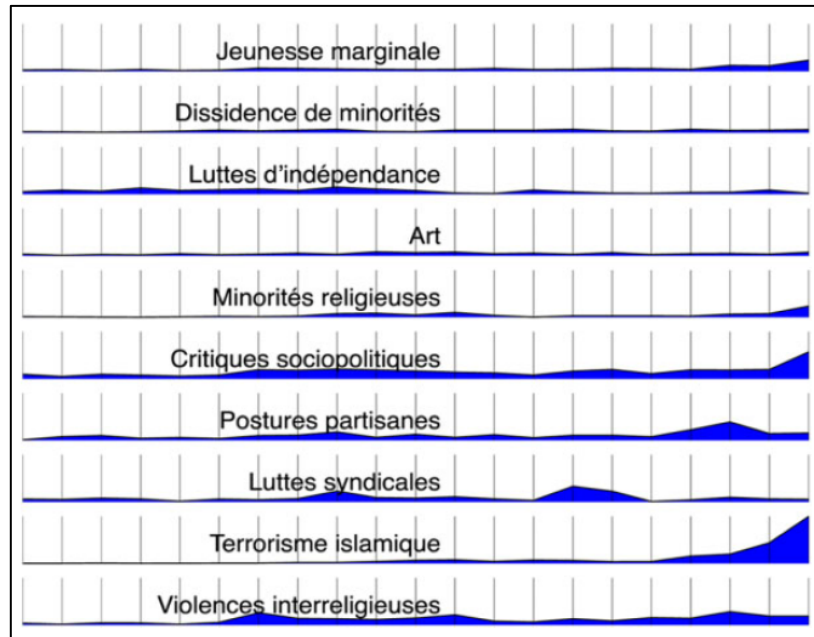 Jeunesse marginale
Dissidence de minorités
Luttes d'indépendance
Art
Minorités religieuses
Critiques sociopolitiques
Postures partisanes
Luttes syndicales
Terrorisme islamique
Violences interreligieuses